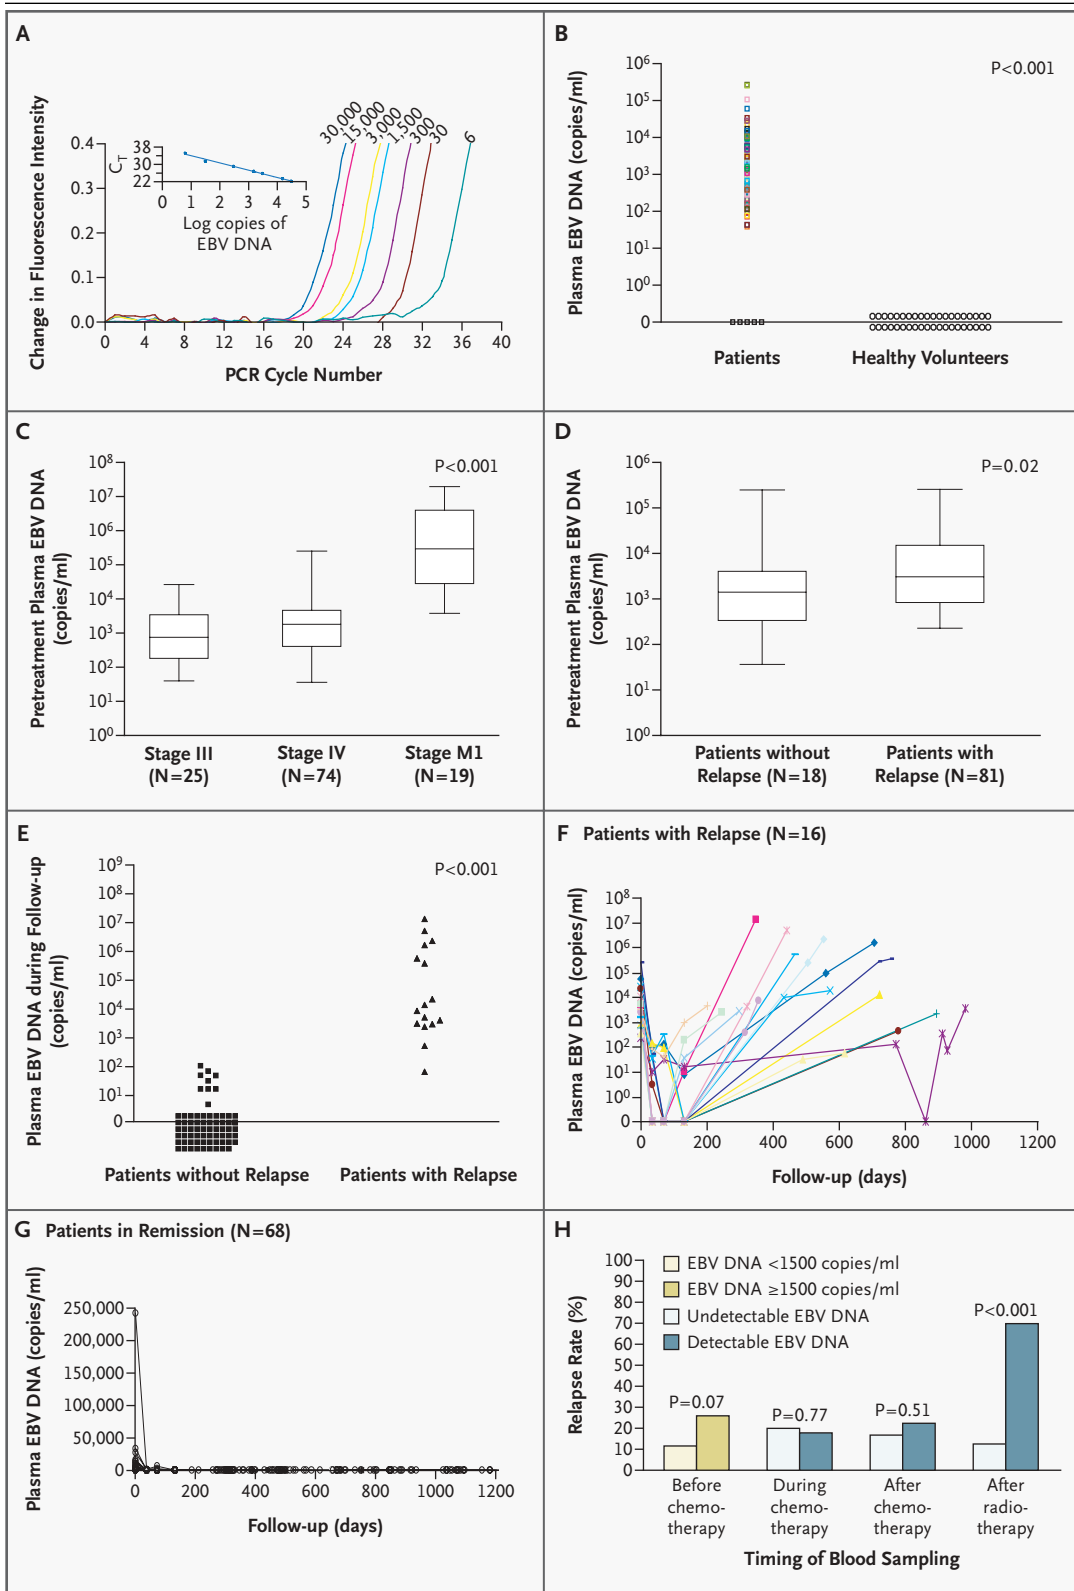 A
Change in Fluorescence Intensity
0.4
0.3
0.2
0.1
0.0
0 4 8 12 16 20 24 28 32 36 40
PCR Cycle Number
30,000 15,000 3,000 1,500 300 30 6
C_T
38
30
22
0 1 2 3 4 5
Log copies of
EBV DNA
B
P<0.001
Plasma EBV DNA (copies/ml)
10⁶
10⁵
10⁴
10³
10²
10¹
10⁰
0
Patients Healthy Volunteers
C
P<0.001
Pretreatment Plasma EBV DNA
(copies/ml)
10⁸
10⁷
10⁶
10⁵
10⁴
10³
10²
10¹
10⁰
Stage III Stage IV Stage M1
(N=25) (N=74) (N=19)
D
P=0.02
Pretreatment Plasma EBV DNA
(copies/ml)
10⁶
10⁵
10⁴
10³
10²
10¹
10⁰
Patients without Patients with
Relapse (N=18) Relapse (N=81)
E
P<0.001
Plasma EBV DNA during Follow-up
(copies/ml)
10⁹
10⁸
10⁷
10⁶
10⁵
10⁴
10³
10²
10¹
0
Patients without Relapse Patients with Relapse
F Patients with Relapse (N=16)
Plasma EBV DNA (copies/ml)
10⁸
10⁷
10⁶
10⁵
10⁴
10³
10²
10¹
10⁰
0
0 200 400 600 800 1000 1200
Follow-up (days)
G Patients in Remission (N=68)
Plasma EBV DNA (copies/ml)
250,000
200,000
150,000
100,000
50,000
0
0 200 400 600 800 1000 1200
Follow-up (days)
H
Relapse Rate (%)
100
90
80
70
60
50
40
30
20
10
0
EBV DNA <1500 copies/ml
EBV DNA ≥1500 copies/ml
Undetectable EBV DNA
Detectable EBV DNA
P=0.07 P=0.77 P=0.51 P<0.001
Before During After After
chemo- chemo- chemo- radio-
therapy therapy therapy therapy
Timing of Blood Sampling